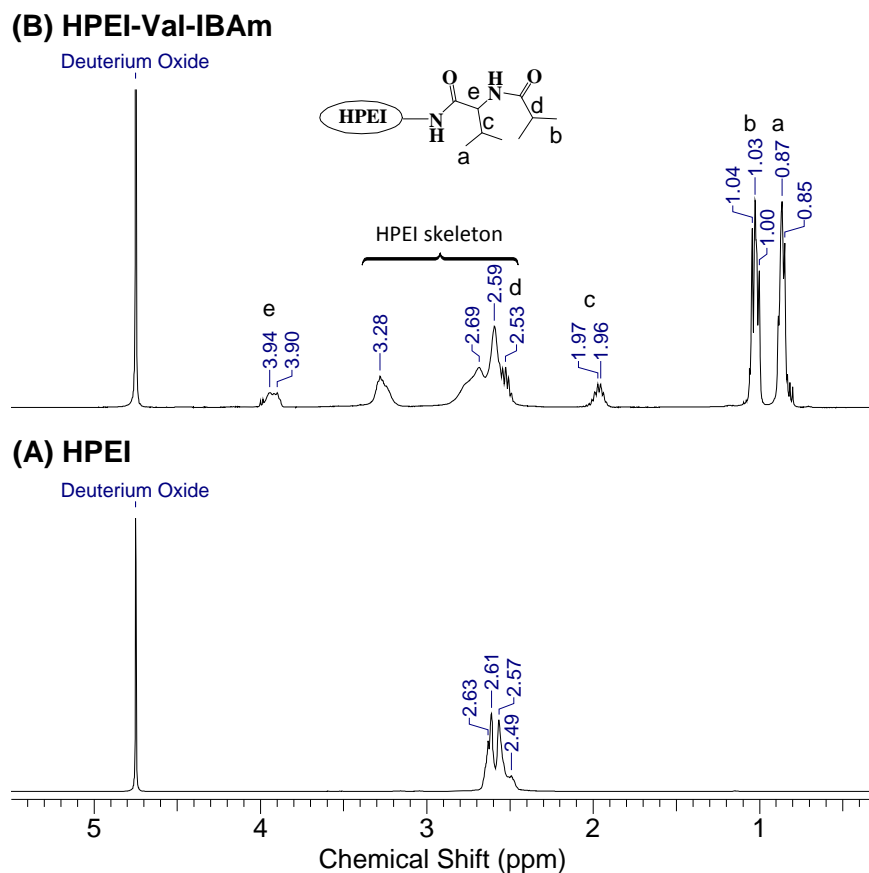 (B) HPEI-Val-IBAm
Deuterium Oxide
O
H
N
O
HPEI
N
H
e
d
c
b
a
b
a
1.04
1.03
1.00
0.87
0.85
HPEI skeleton
e
3.94
3.90
3.28
2.69
2.59
d
2.53
c
1.97
1.96
(A) HPEI
Deuterium Oxide
2.63
2.61
2.57
2.49
5 4 3 2 1
Chemical Shift (ppm)